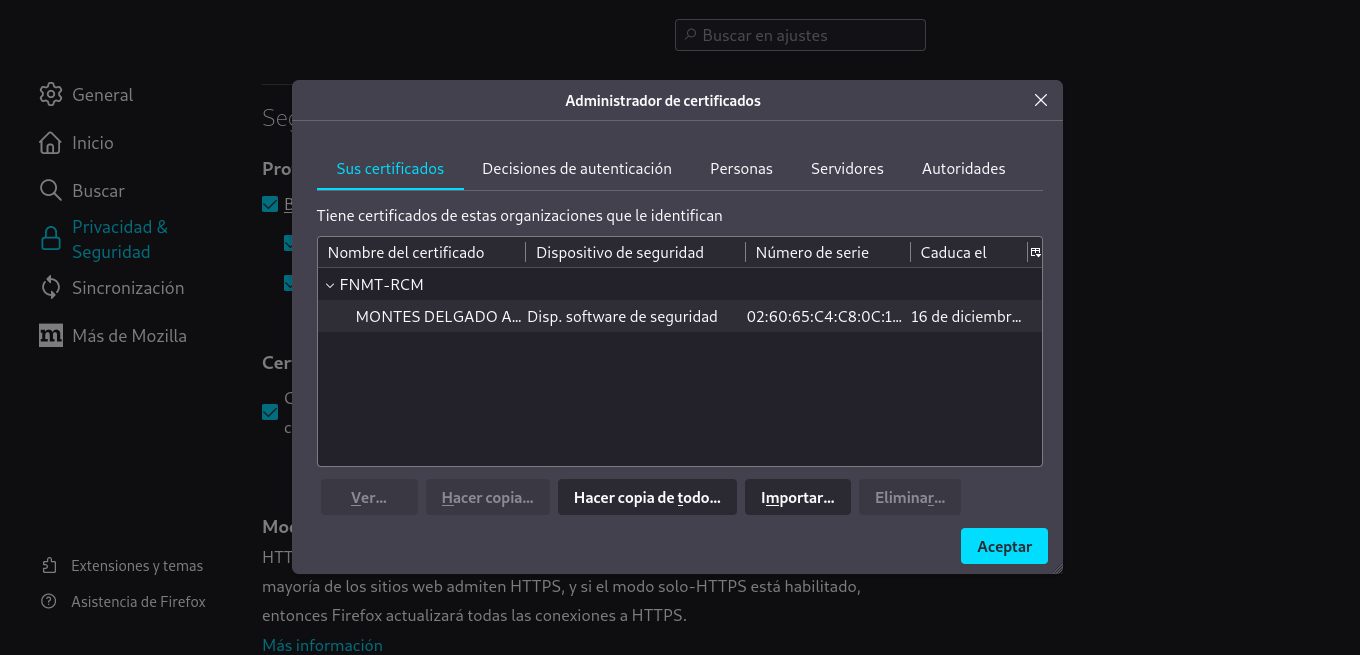 Buscar en ajustes
General
Inicio
Buscar
Privacidad &
Seguridad
Sincronización
Más de Mozilla
Extensiones y temas
Asistencia de Firefox
Administrador de certificados
Sus certificados Decisiones de autenticación Personas Servidores Autoridades
Tiene certificados de estas organizaciones que le identifican
Nombre del certificado Dispositivo de seguridad Número de serie Caduca el
FNMT-RCM
MONTES DELGADO A... Disp. software de seguridad 02:60:65:C4:C8:0C:1... 16 de diciembr...
Ver... Hacer copia... Hacer copia de todo... Importar... Eliminar...
Aceptar
HTT
mayoría de los sitios web admiten HTTPS, y si el modo solo-HTTPS está habilitado,
entonces Firefox actualizará todas las conexiones a HTTPS.
Más información